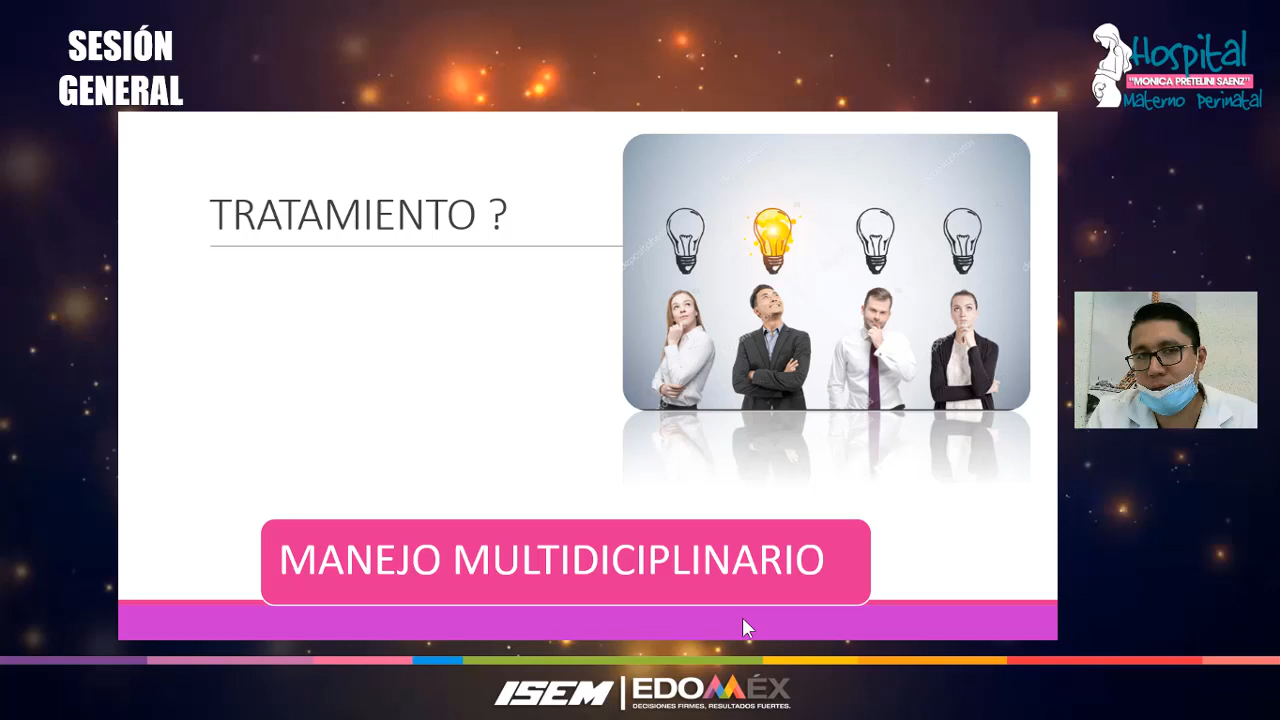 SESIÓN
GENERAL
Hospital
"MONICA PRETELINI SAENZ"
Materno Perinatal
TRATAMIENTO ?
MANEJO MULTIDICIPLINARIO
ISEM
EDOMÉX
DECISIONES FIRMES, RESULTADOS FUERTES.